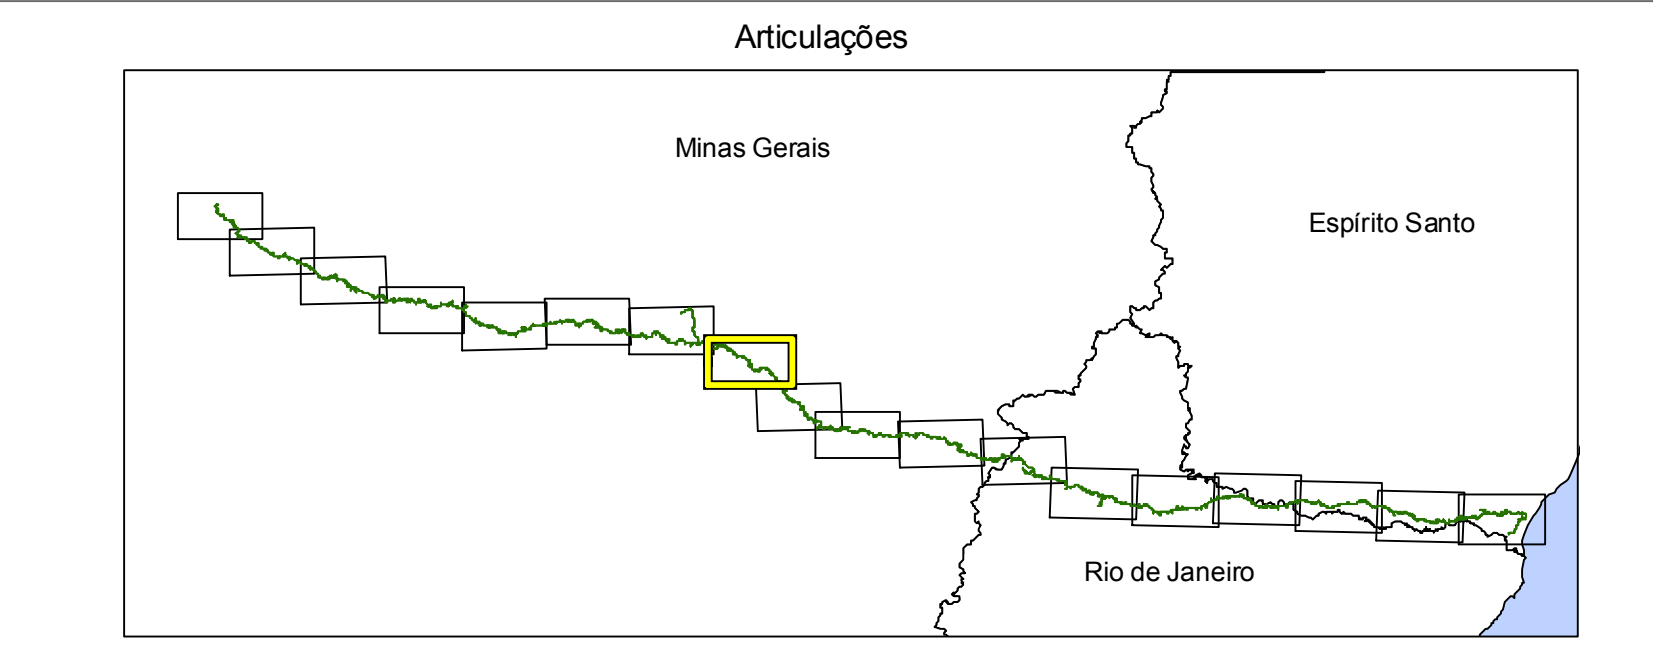 Articulações
Minas Gerais
Espírito Santo
Rio de Janeiro